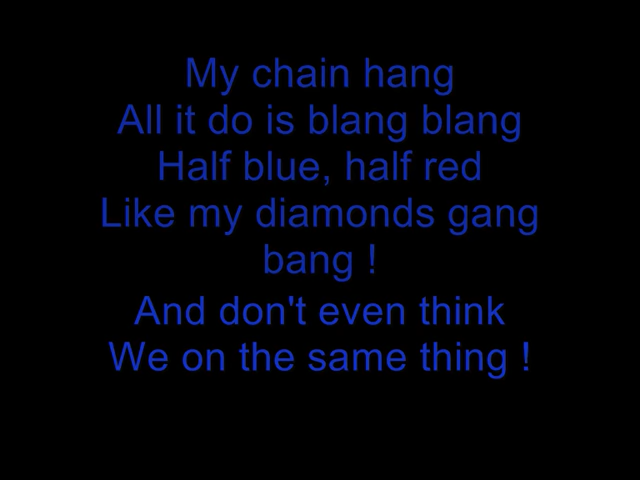 My chain hang
All it do is blang blang
Half blue, half red
Like my diamonds gang
bang !
And don't even think
We on the same thing !